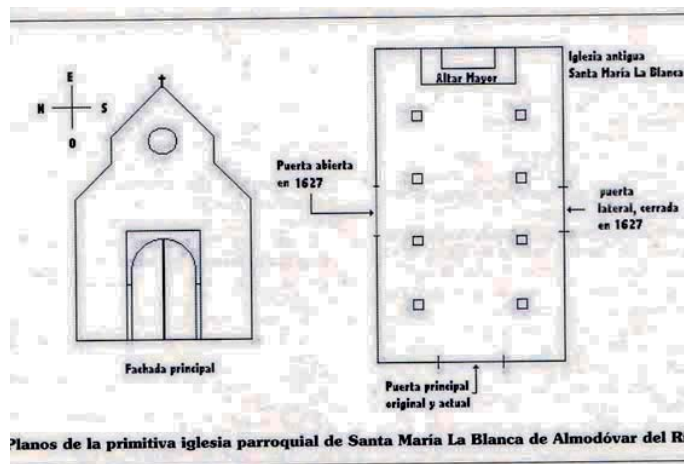 E
N S
O
Fachada principal
Iglezia antigua
Santa María La Blanca
Altar Mayor
Puerta abierta
en 1627
puerta
lateral, cerrada
en 1627
Puerta principal
original y actual
Planos de la primitiva iglesia parroquial de Santa María La Blanca de Almodóvar del